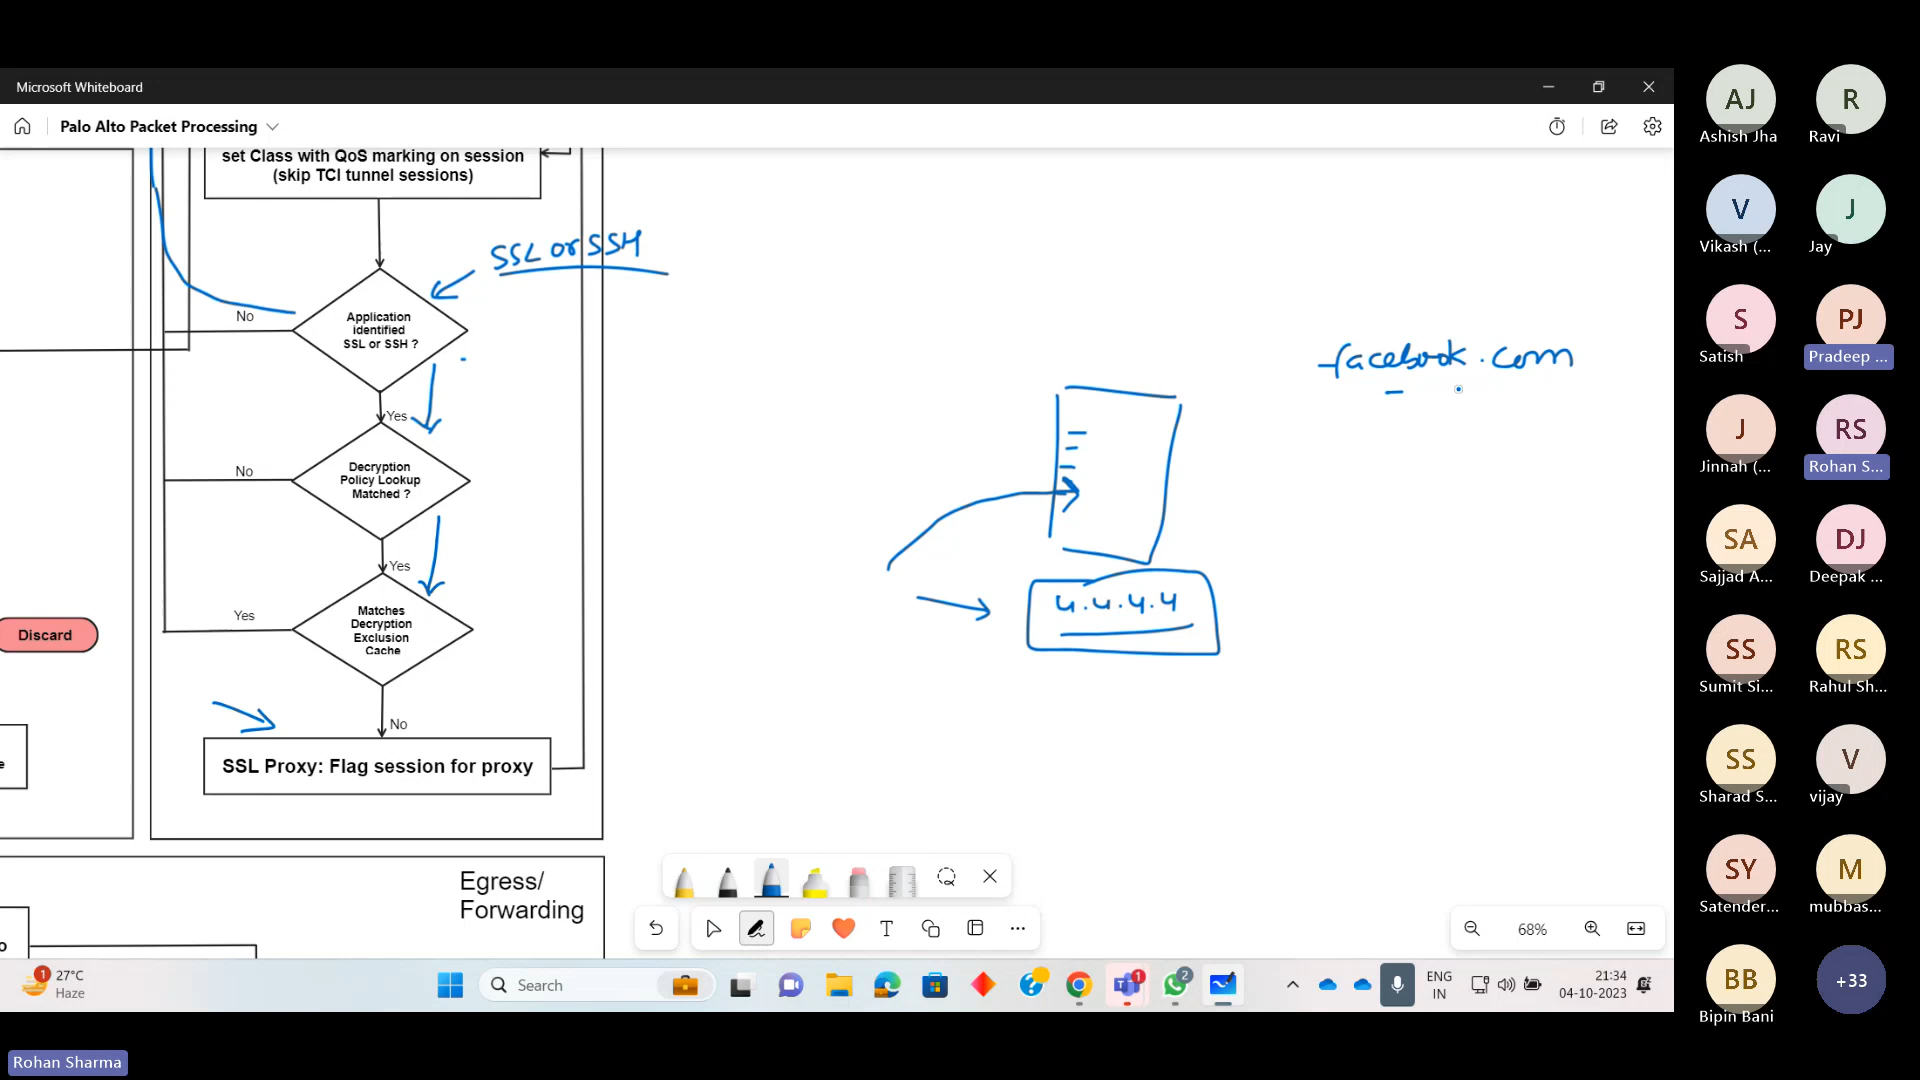 Microsoft Whiteboard
Palo Alto Packet Processing
set Class with QoS marking on session
(skip TCI tunnel sessions)
SSL or SSH
Application
identified
SSL or SSH ?
No
Yes
Decryption
Policy Lookup
Matched ?
No
Yes
Matches
Decryption
Exclusion
Cache
Yes
No
SSL Proxy: Flag session for proxy
Discard
e
Egress/
Forwarding
o
facebook.com
4.4.4.4
T
68%
AJ
Ashish Jha
R
Ravi
V
Vikash (...
J
Jay
S
Satish
PJ
Pradeep ...
J
Jinnah (...
RS
Rohan S...
SA
Sajjad A...
DJ
Deepak ...
SS
Sumit Si...
RS
Rahul Sh...
SS
Sharad S...
V
vijay
SY
Satender...
M
mubbas...
BB
Bipin Bani
+33
1
27°C
Haze
Search
1
2
ENG
IN
21:34
04-10-2023
Rohan Sharma